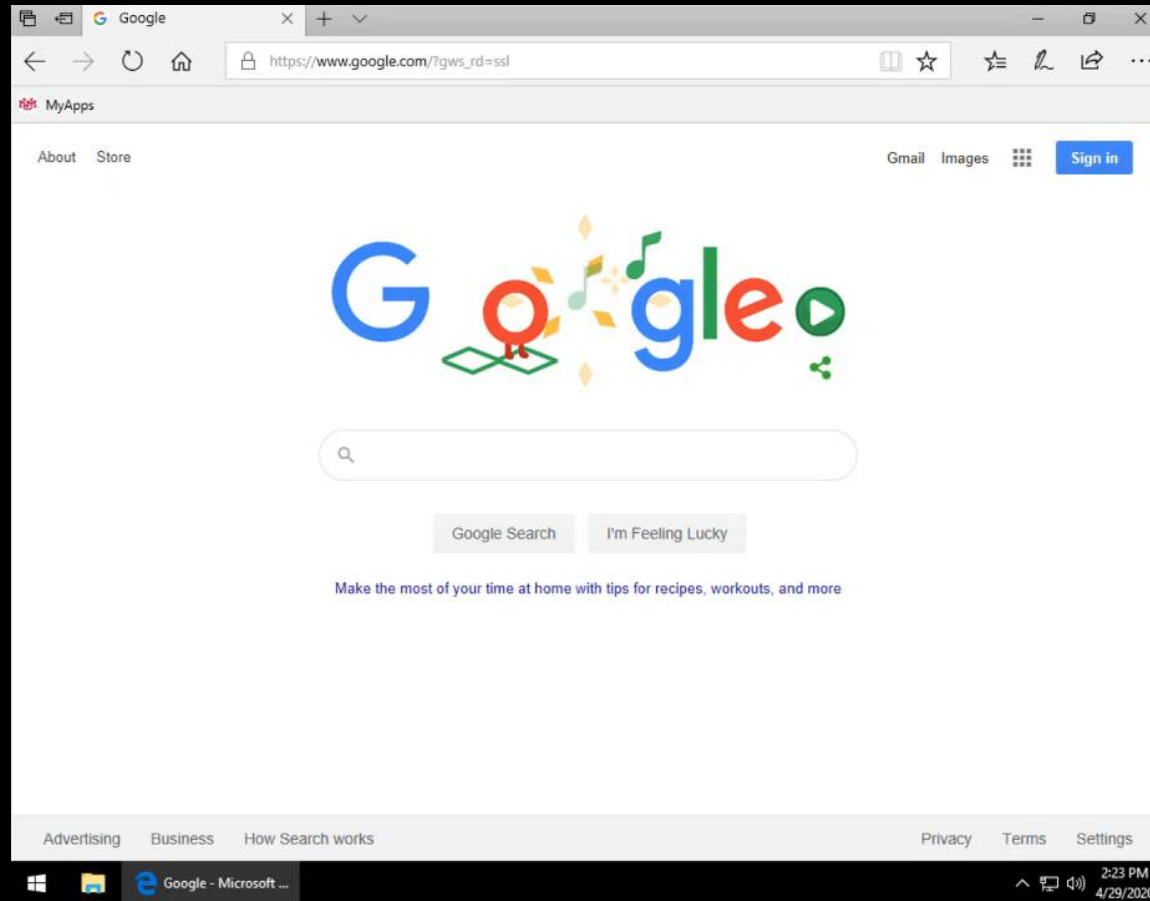 Google
https://www.google.com/?gws_rd=ssl
MyApps
About Store Gmail Images Sign in
Google
Google Search I'm Feeling Lucky
Make the most of your time at home with tips for recipes, workouts, and more
Advertising Business How Search works Privacy Terms Settings
Google - Microsoft ...
2:23 PM
4/29/2020